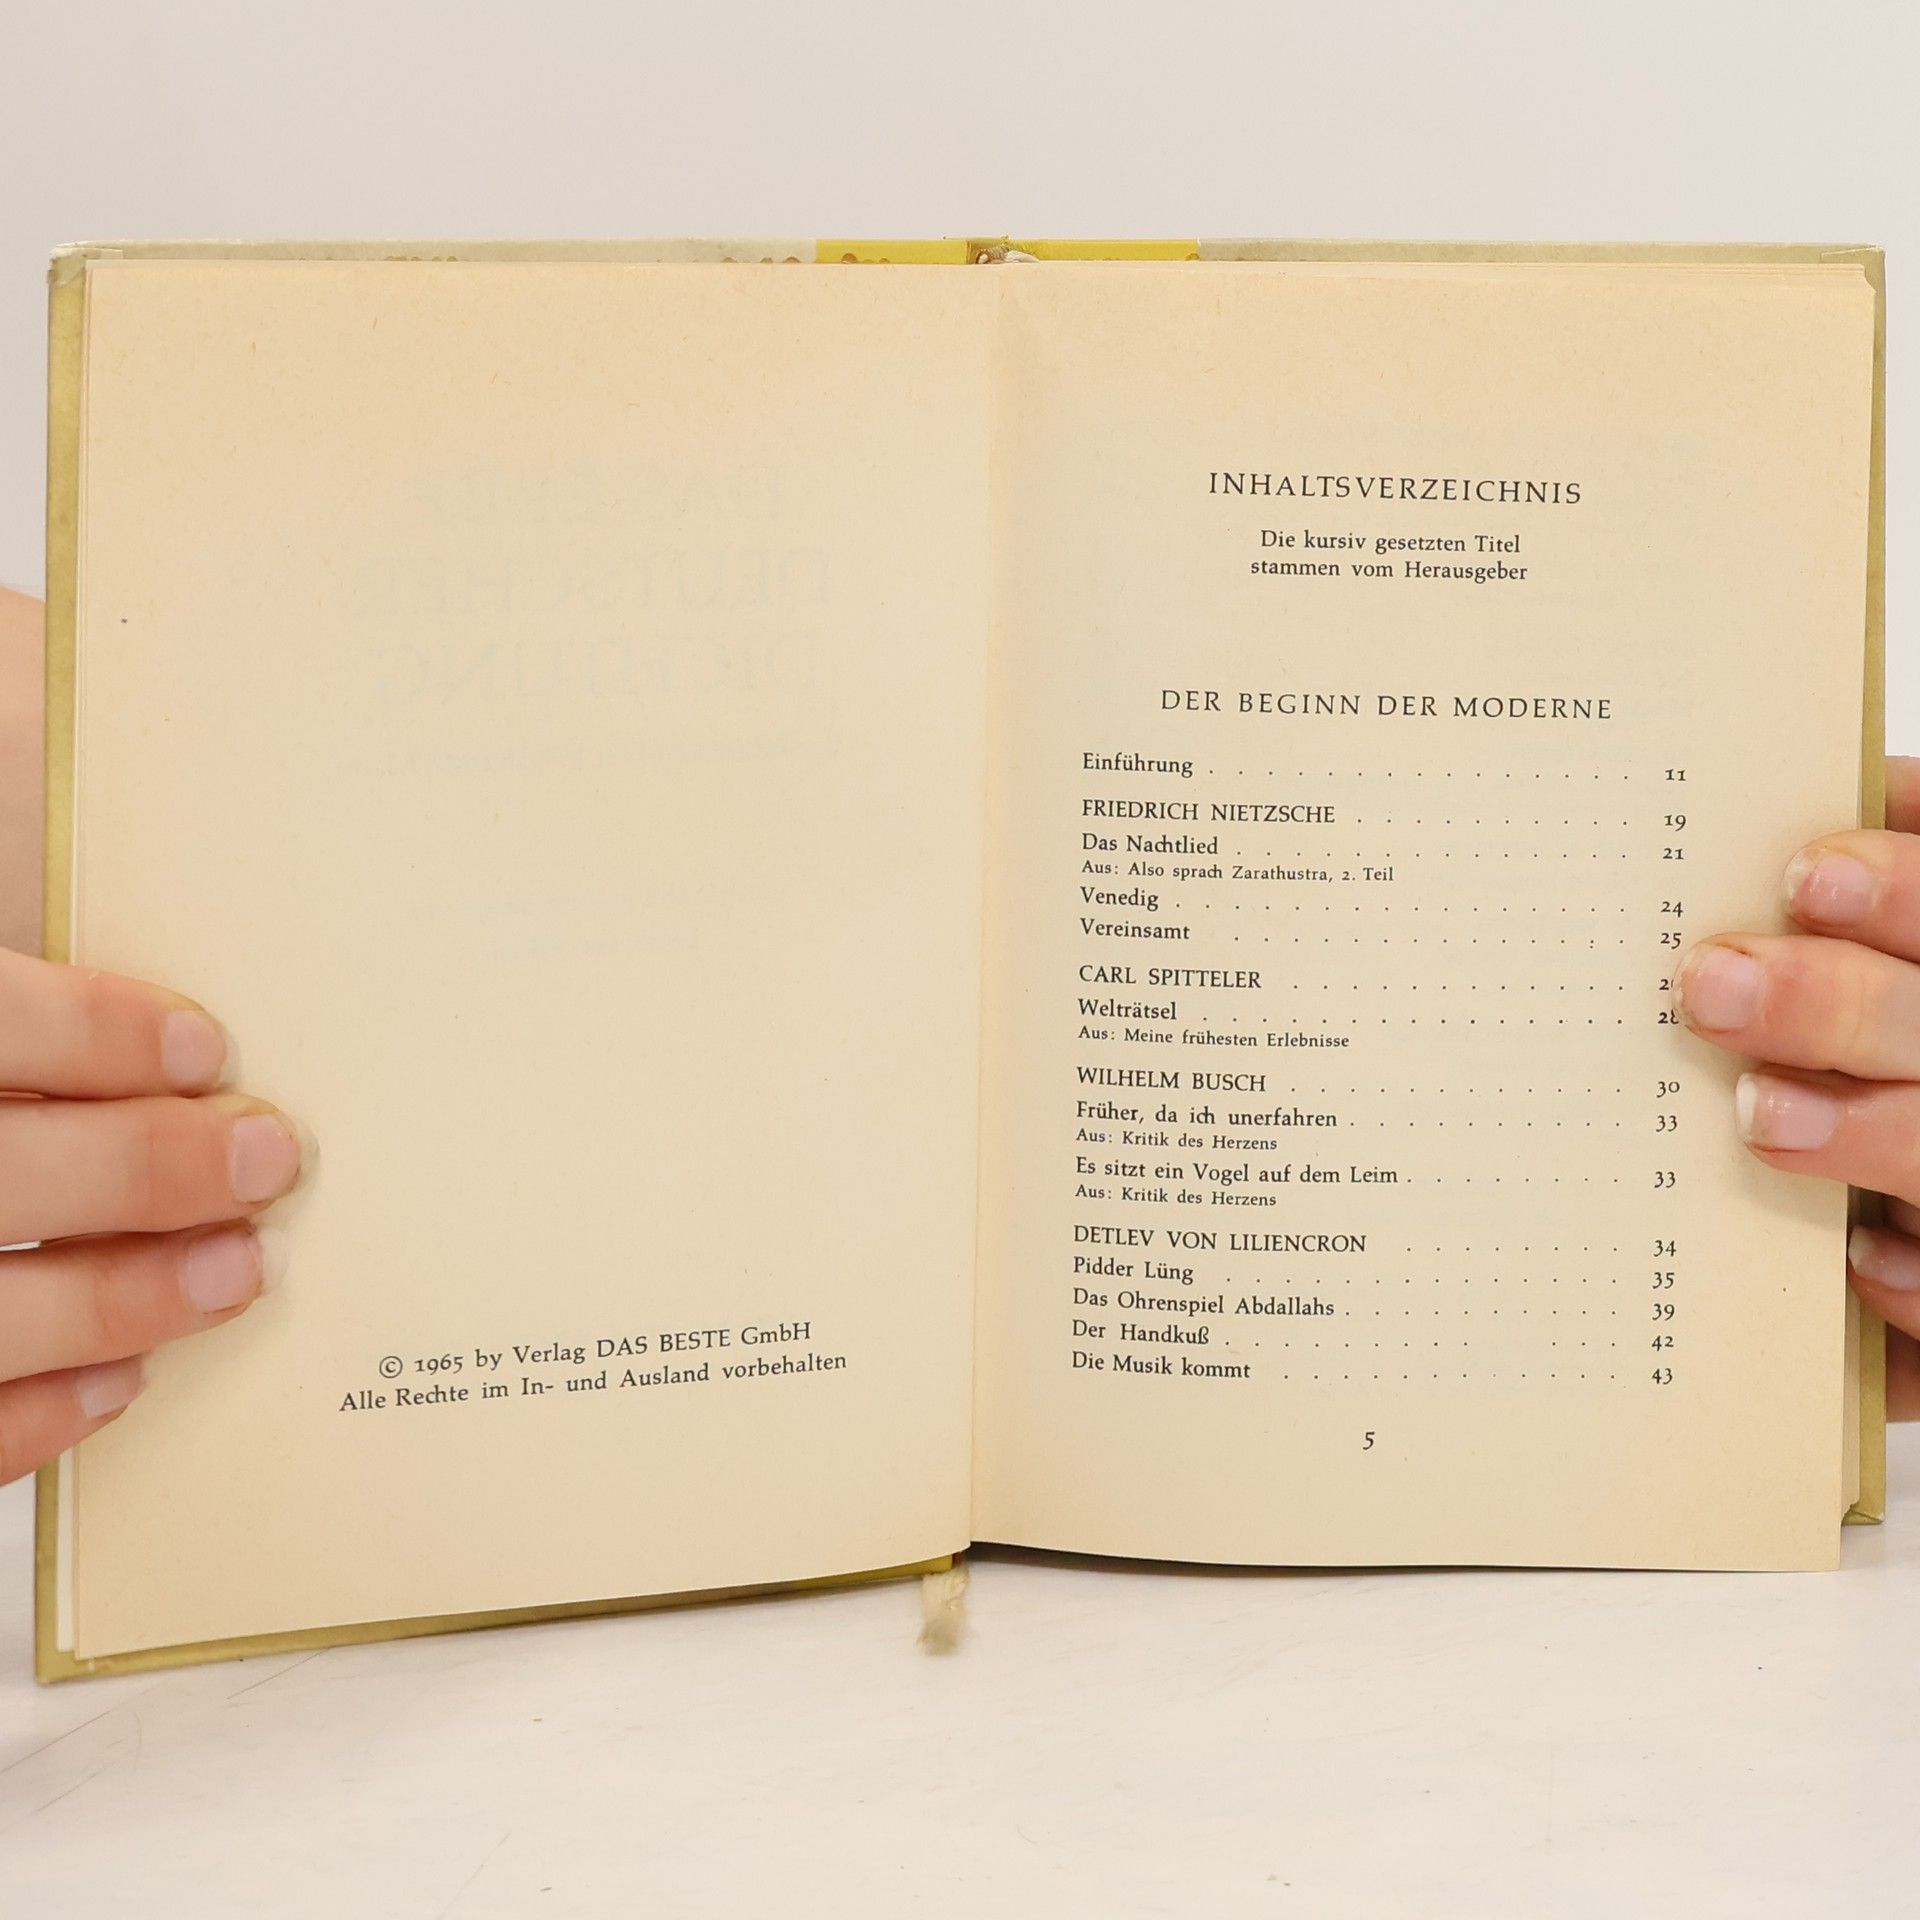 © 1965 by Verlag DAS BESTE GmbH
Alle Rechte im In- und Ausland vorbehalten
INHALTSVERZEICHNIS
Die kursiv gesetzten Titel
stammen vom Herausgeber
DER BEGINN DER MODERNE
Einführung . . . . . . . . . . . . . . . 11
FRIEDRICH NIETZSCHE . . . . . . . . . . 19
Das Nachtlied . . . . . . . . . . . . . . 21
Aus: Also sprach Zarathustra, 2. Teil
Venedig . . . . . . . . . . . . . . . . 24
Vereinsamt . . . . . . . . . . . . . . 25
CARL SPITTELER . . . . . . . . . . . .
Welträtsel . . . . . . . . . . . . . . . 28
Aus: Meine frühesten Erlebnisse
WILHELM BUSCH . . . . . . . . . . . . 30
Früher, da ich unerfahren . . . . . . . . . . 33
Aus: Kritik des Herzens
Es sitzt ein Vogel auf dem Leim . . . . . . . . 33
Aus: Kritik des Herzens
DETLEV VON LILIENCRON . . . . . . . . 34
Pidder Lüng . . . . . . . . . . . . . . 35
Das Ohrenspiel Abdallahs . . . . . . . . . . 39
Der Handkuß . . . . . . . . . . . . 42
Die Musik kommt . . . . . . . . . . . . 43
5